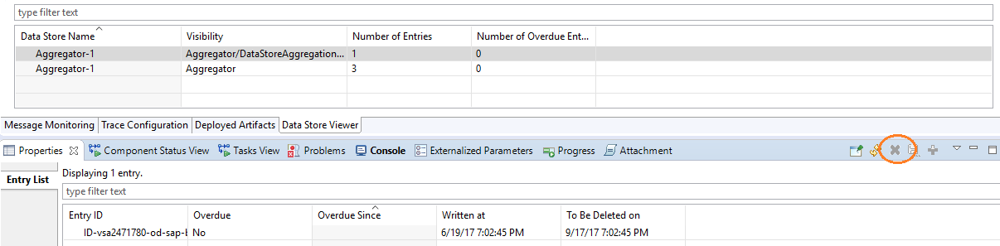 type filter text
Data Store Name Visibility Number of Entries Number of Overdue Ent...
Aggregator-1 Aggregator/DataStoreAggregation... 1 0
Aggregator-1 Aggregator 3 0
Message Monitoring Trace Configuration Deployed Artifacts Data Store Viewer
Properties Component Status View Tasks View Problems Console Externalized Parameters Progress Attachment
Entry List
Displaying 1 entry.
type filter text
Entry ID Overdue Overdue Since Written at To Be Deleted on
ID-vsa2471780-od-sap-b No 6/19/17 7:02:45 PM 9/17/17 7:02:45 PM